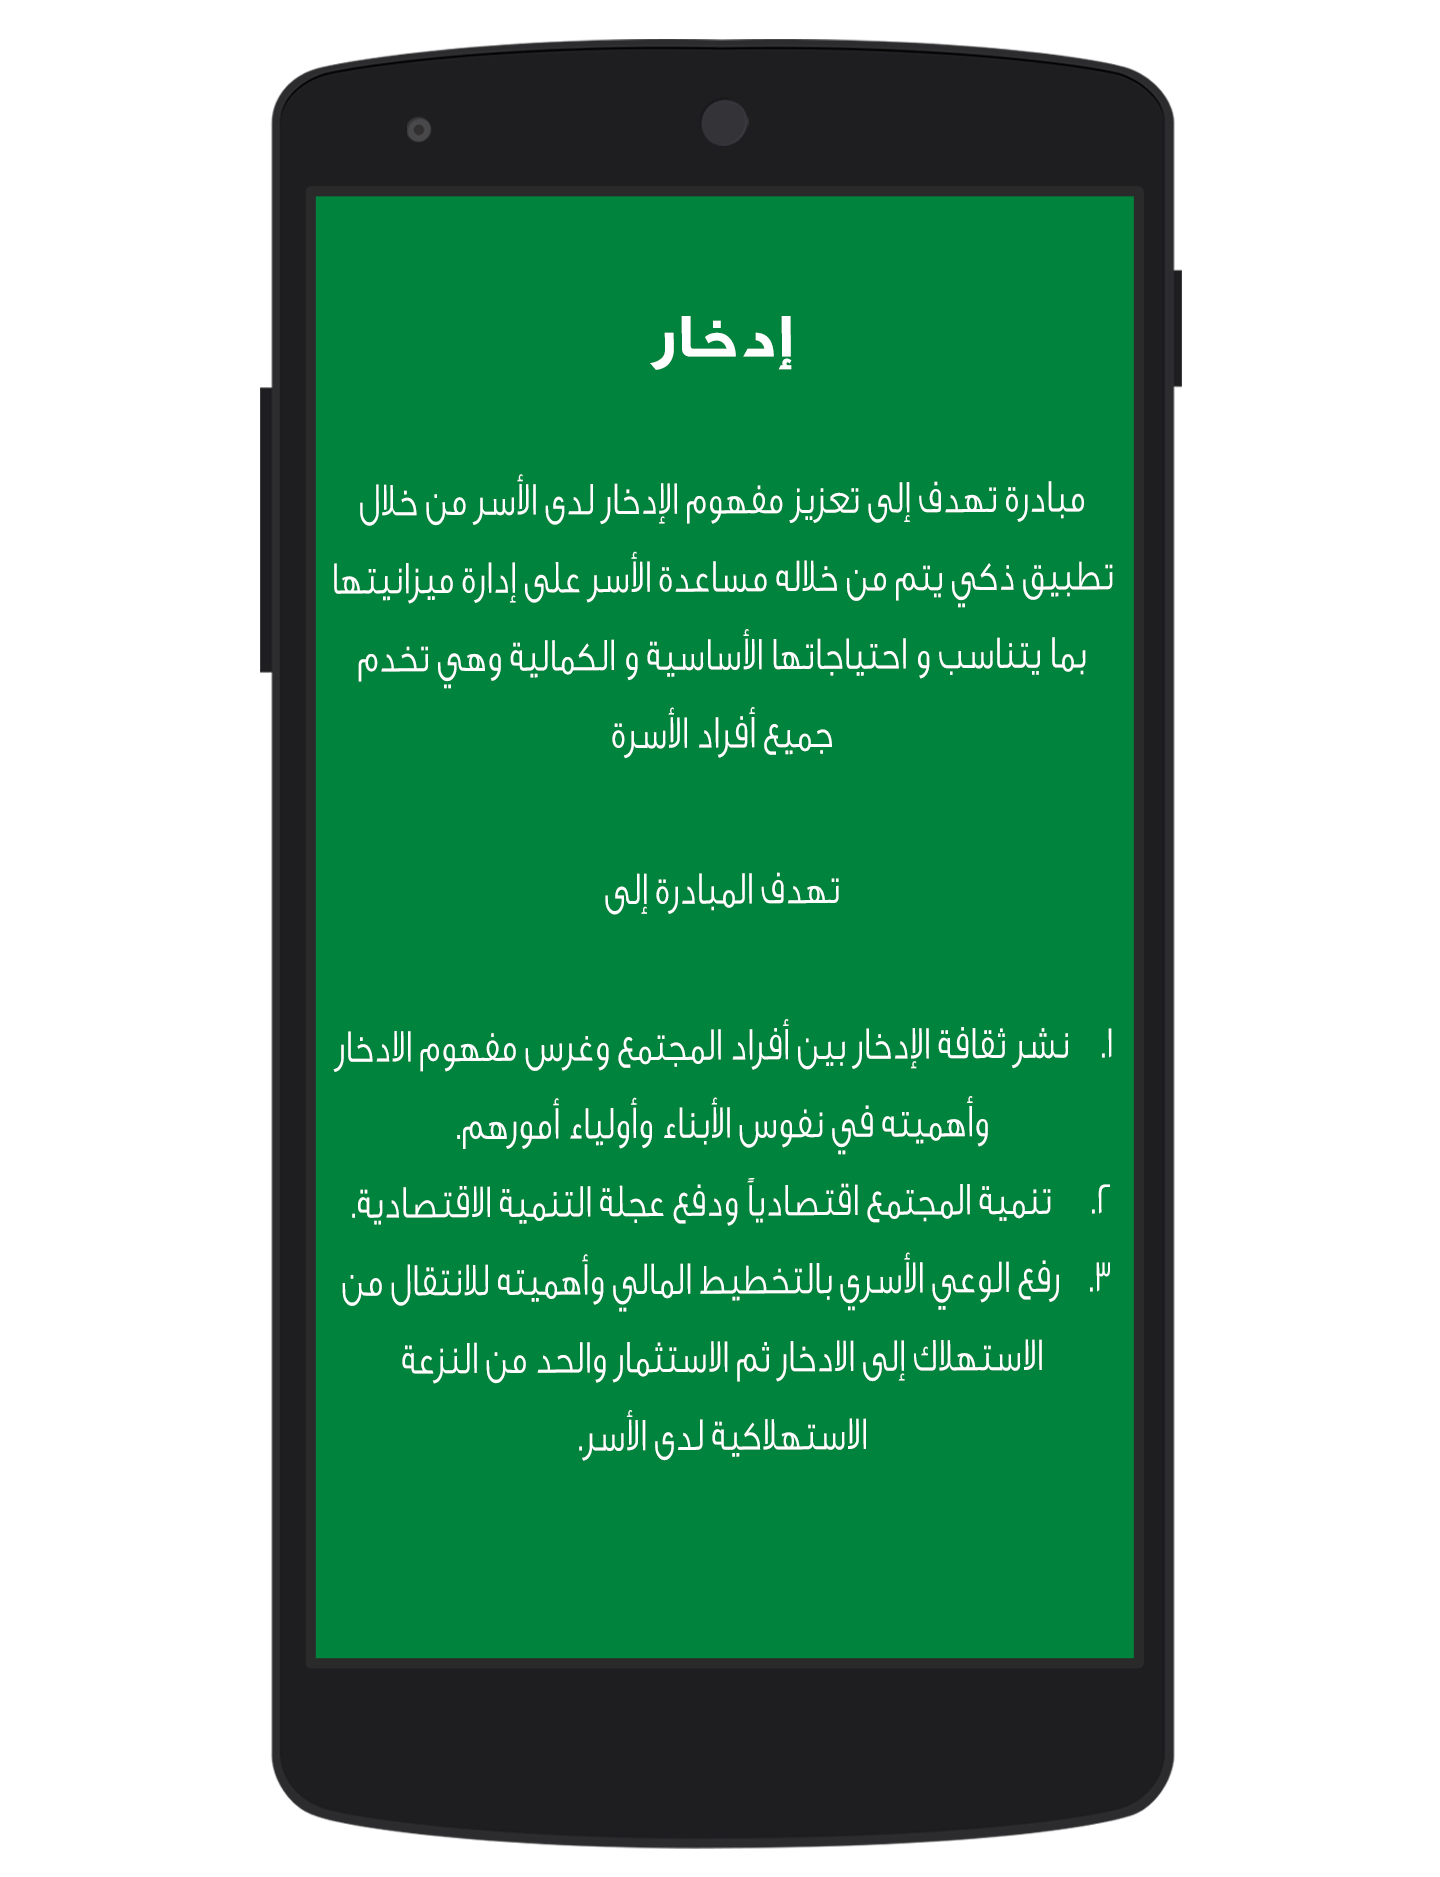 إدخار
مبادرة تهدف إلى تعزيز مفهوم الإدخار لدى الأسر من خلال
تطبيق ذكي يتم من خلاله مساعدة الأسر على إدارة ميزانيتها
بما يتناسب و احتياجاتها الأساسية و الكمالية وهي تخدم
جميع أفراد الأسرة
تهدف المبادرة إلى
١. نشر ثقافة الإدخار بين أفراد المجتمع وغرس مفهوم الادخار
وأهميته في نفوس الأبناء وأولياء أمورهم.
٢. تنمية المجتمع اقتصادياً ودفع عجلة التنمية الاقتصادية.
٣. رفع الوعي الأسري بالتخطيط المالي وأهميته للانتقال من
الاستهلاك إلى الادخار ثم الاستثمار والحد من النزعة
الاستهلاكية لدى الأسر.